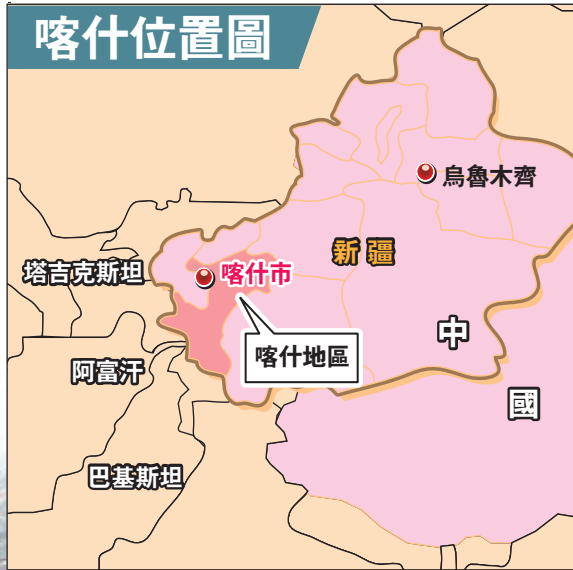 喀什位置圖
烏魯木齊
新疆
塔吉克斯坦
喀什市
中
國
喀什地區
阿富汗
巴基斯坦